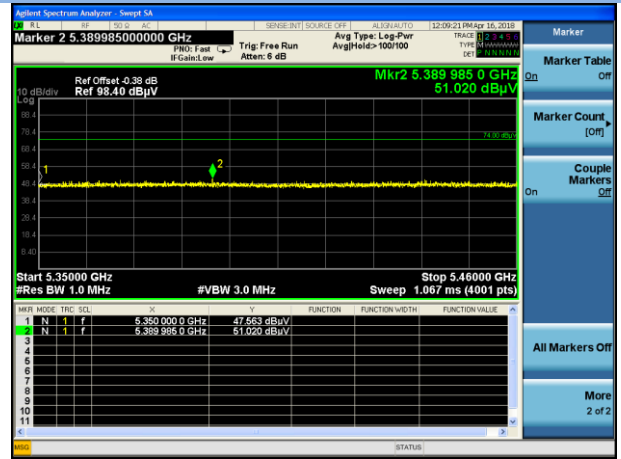 Agilent Spectrum Analyzer - Swept SA
RL RF 50 Ω AC SENSE:INT SOURCE OFF ALIGNAUTO 12:09:21 PM Apr 16, 2018
Marker 2 5.389985000000 GHz
PNO: Fast
IFGain:Low
Trig: Free Run
Atten: 6 dB
Avg Type: Log-Pwr
Avg|Hold:>100/100
TRACE 1 2 3 4 5 6
TYPE M
DET P N N N N N
Marker
Ref Offset -0.38 dB
10 dB/div Ref 98.40 dBµV
Log
Mkr2 5.389 985 0 GHz
51.020 dBµV
88.4
78.4
74.00 dBµV
68.4
58.4
48.4
38.4
28.4
18.4
8.40
1
2
Start 5.35000 GHz Stop 5.46000 GHz
#Res BW 1.0 MHz #VBW 3.0 MHz Sweep 1.067 ms (4001 pts)
MKR MODE TRC SCL X Y FUNCTION FUNCTION WIDTH FUNCTION VALUE
1 N 1 f 5.350 000 0 GHz 47.563 dBµV
2 N 1 f 5.389 985 0 GHz 51.020 dBµV
3
4
5
6
7
8
9
10
11
MSG STATUS
Marker Table
On Off
Marker Count
[Off]
Couple
Markers
On Off
All Markers Off
More
2 of 2